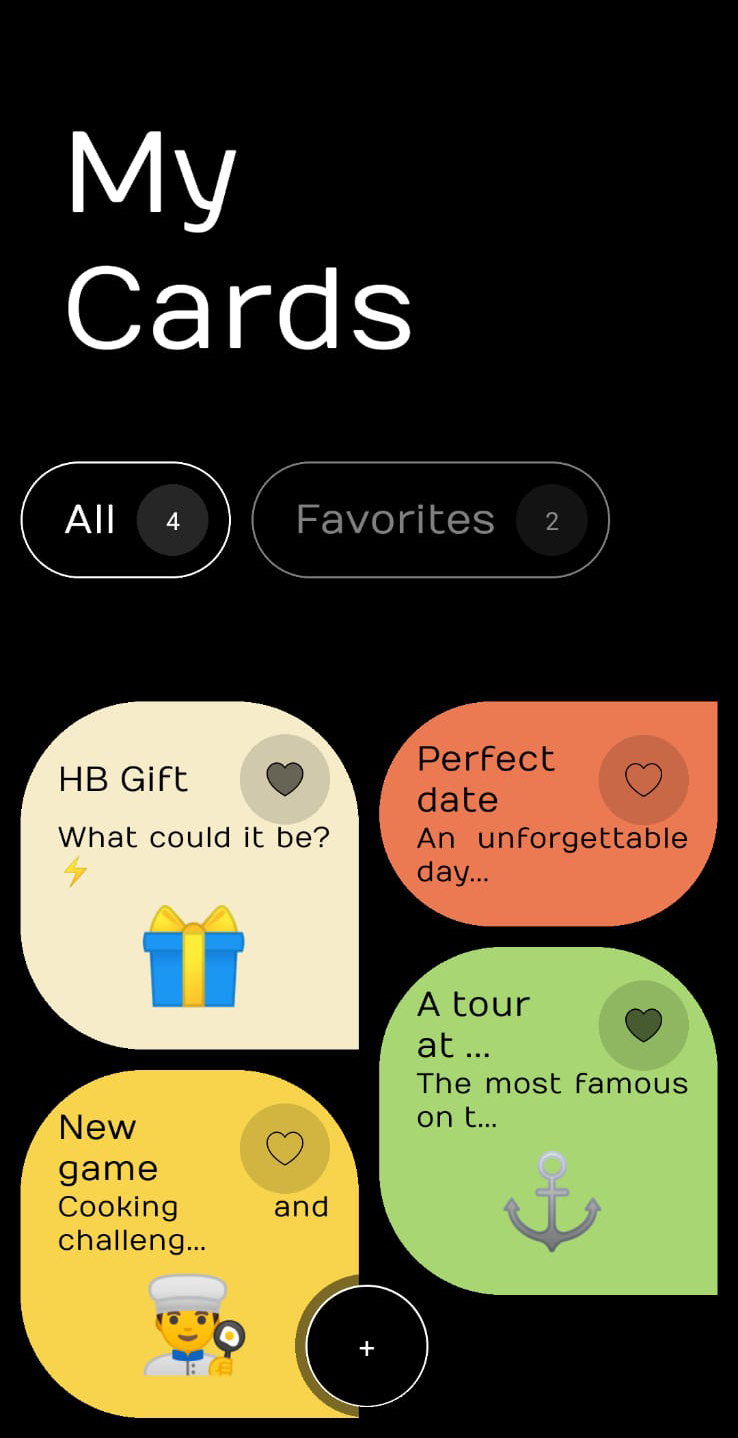 My
Cards
All 4
Favorites 2
HB Gift
What could it be?
⚡
Perfect
date
An unforgettable
day...
A tour
at ...
The most famous
on t...
New
game
Cooking and
challeng...
+